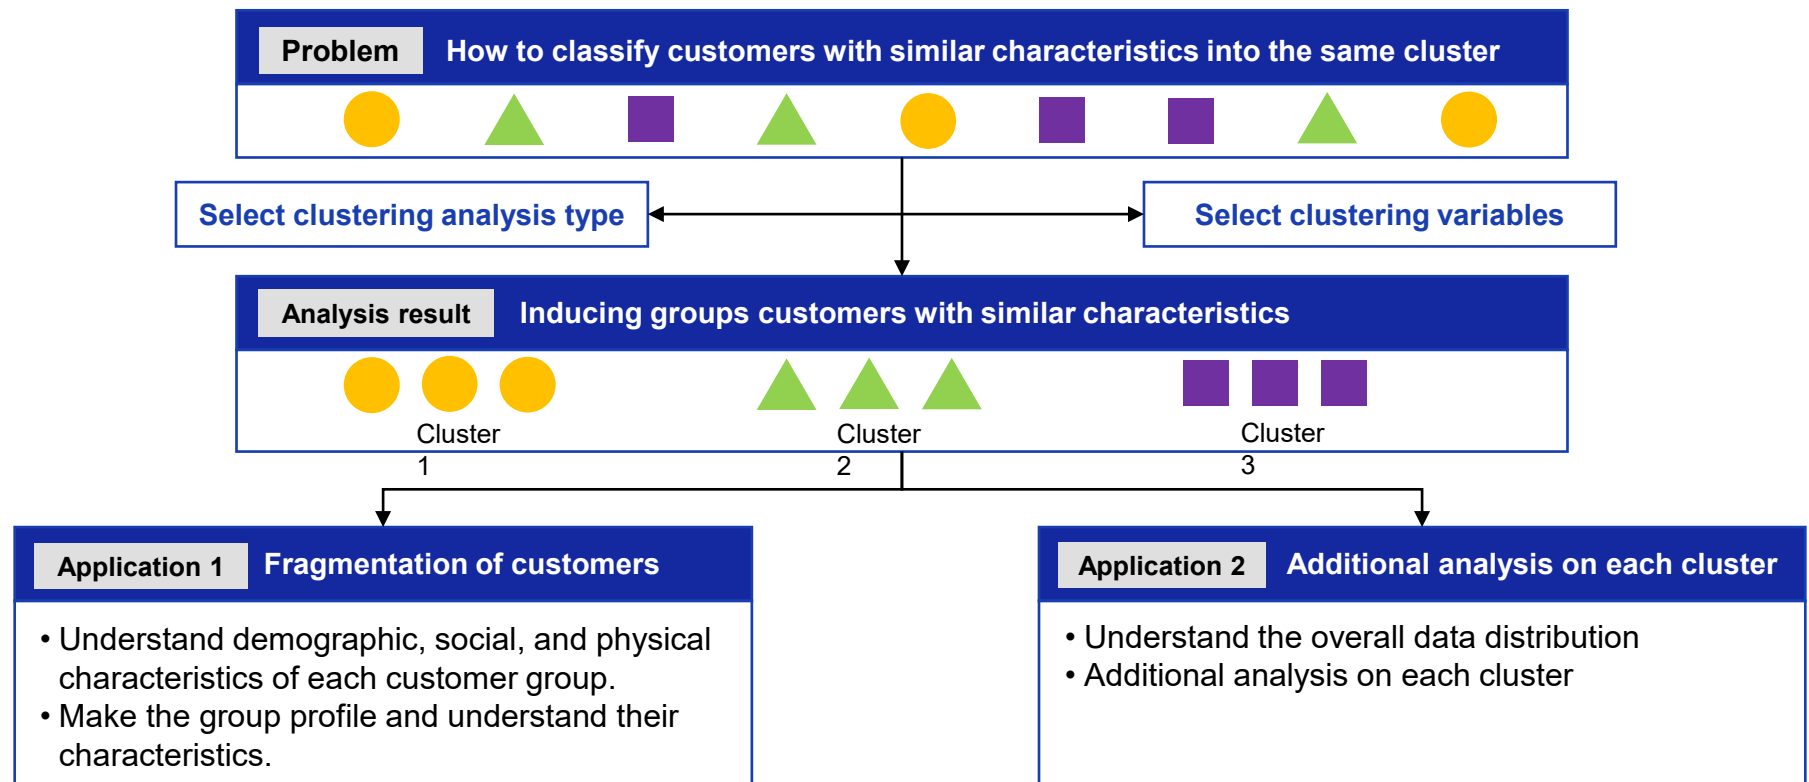 Problem
How to classify customers with similar characteristics into the same cluster
Select clustering analysis type
Select clustering variables
Analysis result
Inducing groups customers with similar characteristics
Cluster
1
Cluster
2
Cluster
3
Application 1
Fragmentation of customers
• Understand demographic, social, and physical
characteristics of each customer group.
• Make the group profile and understand their
characteristics.
Application 2
Additional analysis on each cluster
• Understand the overall data distribution
• Additional analysis on each cluster